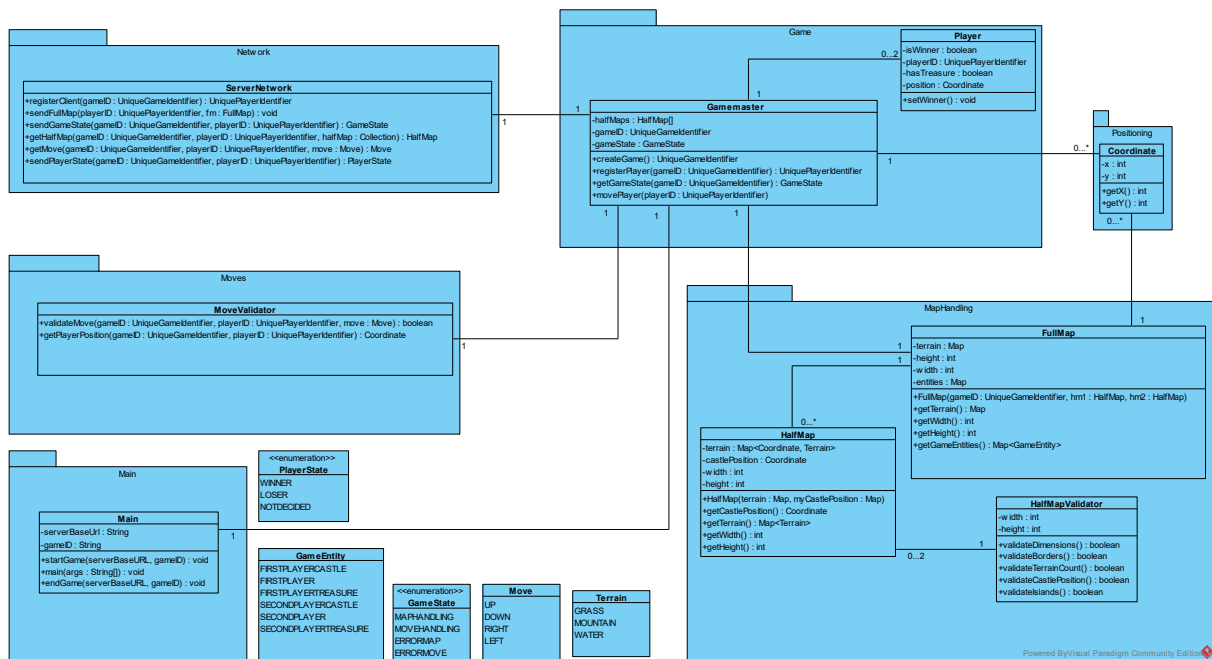 Network
ServerNetwork
+registerClient(gameID : UniqueGameIdentifier) : UniquePlayerIdentifier
+sendFullMap(playerID : UniquePlayerIdentifier, fm : FullMap) : void
+sendGameState(gameID : UniqueGameIdentifier, playerID : UniquePlayerIdentifier) : GameState
+getHalfMap(gameID : UniqueGameIdentifier, playerID : UniquePlayerIdentifier, halfMap : Collection) : HalfMap
+getMove(gameID : UniqueGameIdentifier, playerID : UniquePlayerIdentifier, move : Move) : Move
+sendPlayerState(gameID : UniqueGameIdentifier, playerID : UniquePlayerIdentifier) : PlayerState
1
1
Game
Player
-isWinner : boolean
-playerID : UniquePlayerIdentifier
-hasTreasure : boolean
-position : Coordinate
+setWinner() : void
0...2
1
Gamemaster
-halfMaps : HalfMap[]
-gameID : UniqueGameIdentifier
-gameState : GameState
+createGame() : UniqueGameIdentifier
+registerPlayer(gameID : UniqueGameIdentifier) : UniquePlayerIdentifier
+getGameState(gameID : UniqueGameIdentifier) : GameState
+movePlayer(playerID : UniquePlayerIdentifier)
1
1
1
1
0...*
Positioning
Coordinate
-x : int
-y : int
+getX() : int
+getY() : int
0...*
Moves
MoveValidator
+validateMove(gameID : UniqueGameIdentifier, playerID : UniquePlayerIdentifier, move : Move) : boolean
+getPlayerPosition(gameID : UniqueGameIdentifier, playerID : UniquePlayerIdentifier) : Coordinate
1
MapHandling
1
FullMap
-terrain : Map
-height : int
-width : int
-entities : Map
+FullMap(gameID : UniqueGameIdentifier, hm1 : HalfMap, hm2 : HalfMap)
+getTerrain() : Map
+getWidth() : int
+getHeight() : int
+getGameEntities() : Map<GameEntity>
1
1
0...*
HalfMap
-terrain : Map<Coordinate, Terrain>
-castlePosition : Coordinate
-width : int
-height : int
+HalfMap(terrain : Map, myCastlePosition : Map)
+getCastlePosition() : Coordinate
+getTerrain() : Map<Terrain>
+getWidth() : int
+getHeight() : int
0...2
1
HalfMapValidator
-width : int
-height : int
+validateDimensions() : boolean
+validateBorders() : boolean
+validateTerrainCount() : boolean
+validateCastlePosition() : boolean
+validateIslands() : boolean
Main
Main
-serverBaseUrl : String
-gameID : String
+startGame(serverBaseURL, gameID) : void
+main(args : String[]) : void
+endGame(serverBaseURL, gameID) : void
1
<<enumeration>>
PlayerState
WINNER
LOSER
NOTDECIDED
GameEntity
FIRSTPLAYERCASTLE
FIRSTPLAYER
FIRSTPLAYERTREASURE
SECONDPLAYERCASTLE
SECONDPLAYER
SECONDPLAYERTREASURE
<<enumeration>>
GameState
MAPHANDLING
MOVEHANDLING
ERRORMAP
ERRORMOVE
Move
UP
DOWN
RIGHT
LEFT
Terrain
GRASS
MOUNTAIN
WATER
Powered By Visual Paradigm Community Edition